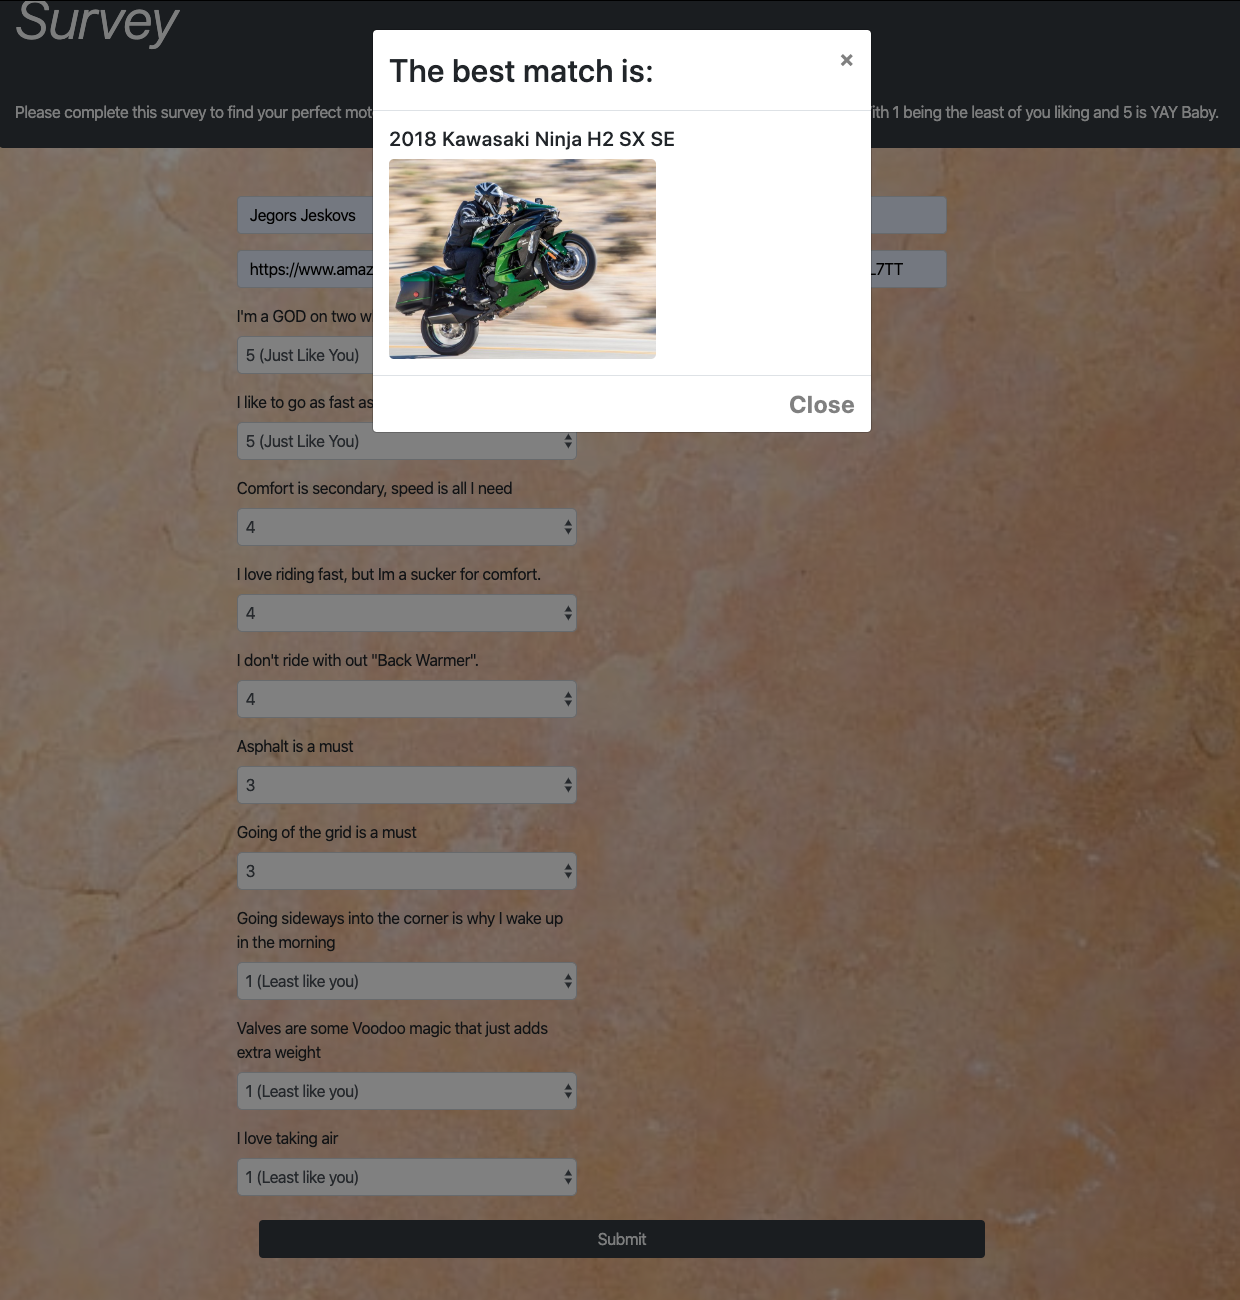 Survey
The best match is:
×
Please complete this survey to find your perfect mot
ith 1 being the least of you liking and 5 is YAY Baby.
2018 Kawasaki Ninja H2 SX SE
Jegors Jeskovs
https://www.amaz
L7TT
I'm a GOD on two w
5 (Just Like You)
I like to go as fast as
Close
5 (Just Like You)
Comfort is secondary, speed is all I need
4
I love riding fast, but Im a sucker for comfort.
4
I don't ride with out "Back Warmer".
4
Asphalt is a must
3
Going of the grid is a must
3
Going sideways into the corner is why I wake up
in the morning
1 (Least like you)
Valves are some Voodoo magic that just adds
extra weight
1 (Least like you)
I love taking air
1 (Least like you)
Submit